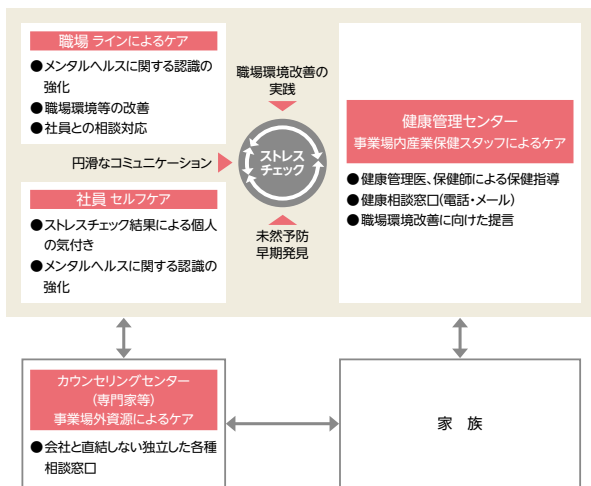 職場 ラインによるケア
●メンタルヘルスに関する認識の
強化
●職場環境等の改善
●社員との相談対応
円滑なコミュニケーション
社員 セルフケア
●ストレスチェック結果による個人
の気付き
●メンタルヘルスに関する認識の
強化
職場環境改善の
実践
ストレス
チェック
未然予防
早期発見
健康管理センター
事業場内産業保健スタッフによるケア
●健康管理医、保健師による保健指導
●健康相談窓口(電話・メール)
●職場環境改善に向けた提言
カウンセリングセンター
(専門家等)
事業場外資源によるケア
●会社と直結しない独立した各種
相談窓口
家 族